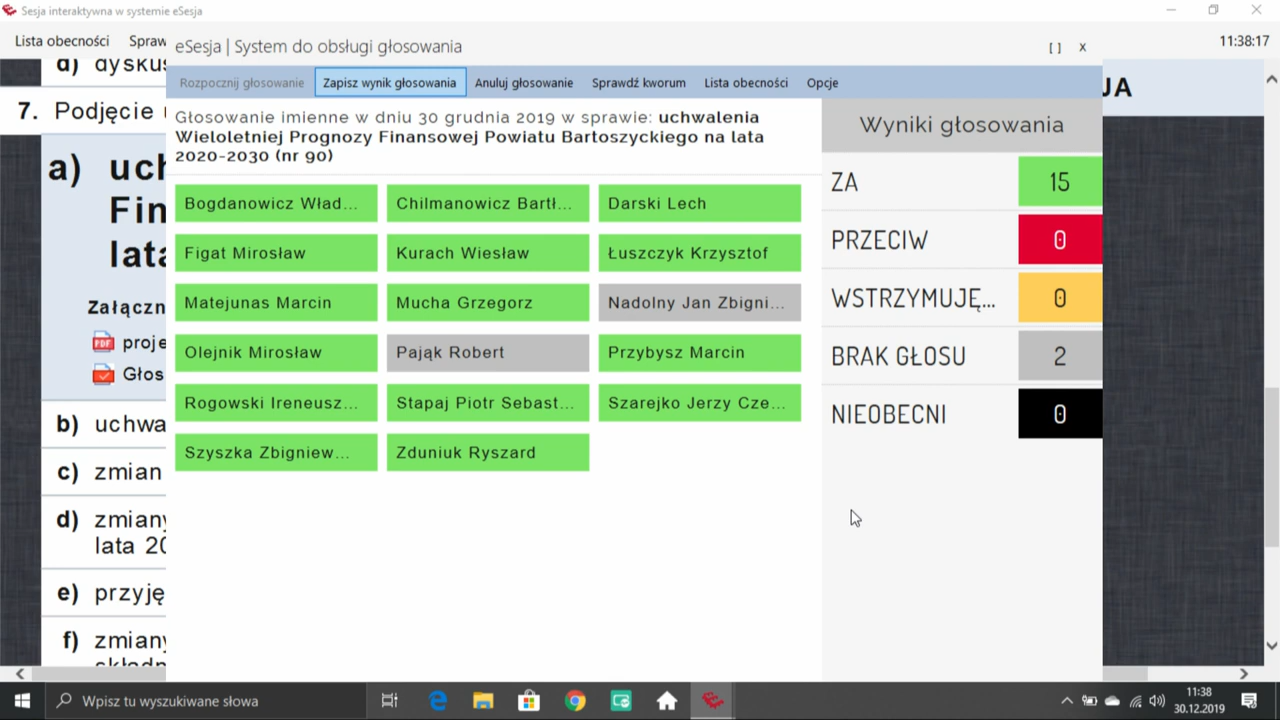 Sesja interaktywna w systemie eSesja
Lista obecności Spraw
eSesja | System do obsługi głosowania
[ ] x
11:38:17
Rozpocznij głosowanie Zapisz wynik głosowania Anuluj głosowanie Sprawdź kworum Lista obecności Opcje
d) dysku
JA
7. Podjęcie
a) uch
Fin
lata
Załączn
proje
Głos
b) uchwa
c) zmian
d) zmiany
lata 20
e) przyję
f) zmiany
składn
Głosowanie imienne w dniu 30 grudnia 2019 w sprawie: uchwalenia
Wieloletniej Prognozy Finansowej Powiatu Bartoszyckiego na lata
2020-2030 (nr 90)
Bogdanowicz Wład... Chilmanowicz Bartł... Darski Lech
Figat Mirosław Kurach Wiesław Łuszczyk Krzysztof
Matejunas Marcin Mucha Grzegorz Nadolny Jan Zbigni...
Olejnik Mirosław Pająk Robert Przybysz Marcin
Rogowski Ireneusz... Stapaj Piotr Sebast... Szarejko Jerzy Cze...
Szyszka Zbigniew... Zduniuk Ryszard
Wyniki głosowania
ZA 15
PRZECIW 0
WSTRZYMUJĘ... 0
BRAK GŁOSU 2
NIEOBECNI 0
Wpisz tu wyszukiwane słowa
11:38
30.12.2019